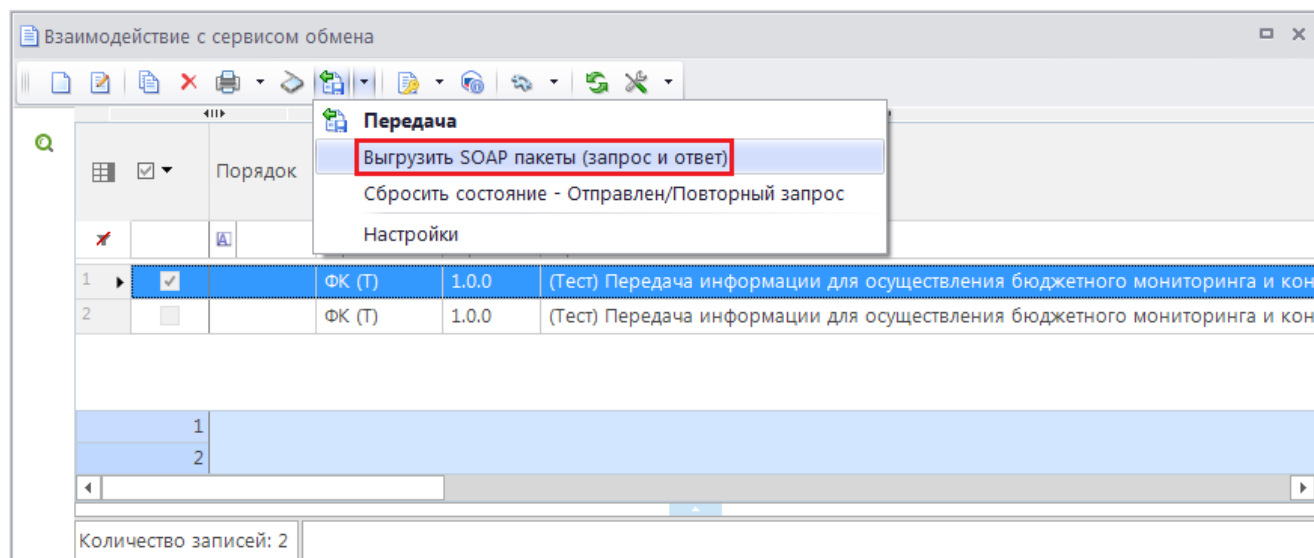 Взаимодействие с сервисом обмена
Передача
Выгрузить SOAP пакеты (запрос и ответ)
Порядок
Сбросить состояние - Отправлен/Повторный запрос
Настройки
1 ФК (Т) 1.0.0 (Тест) Передача информации для осуществления бюджетного мониторинга и кон
2 ФК (Т) 1.0.0 (Тест) Передача информации для осуществления бюджетного мониторинга и кон
1
2
Количество записей: 2